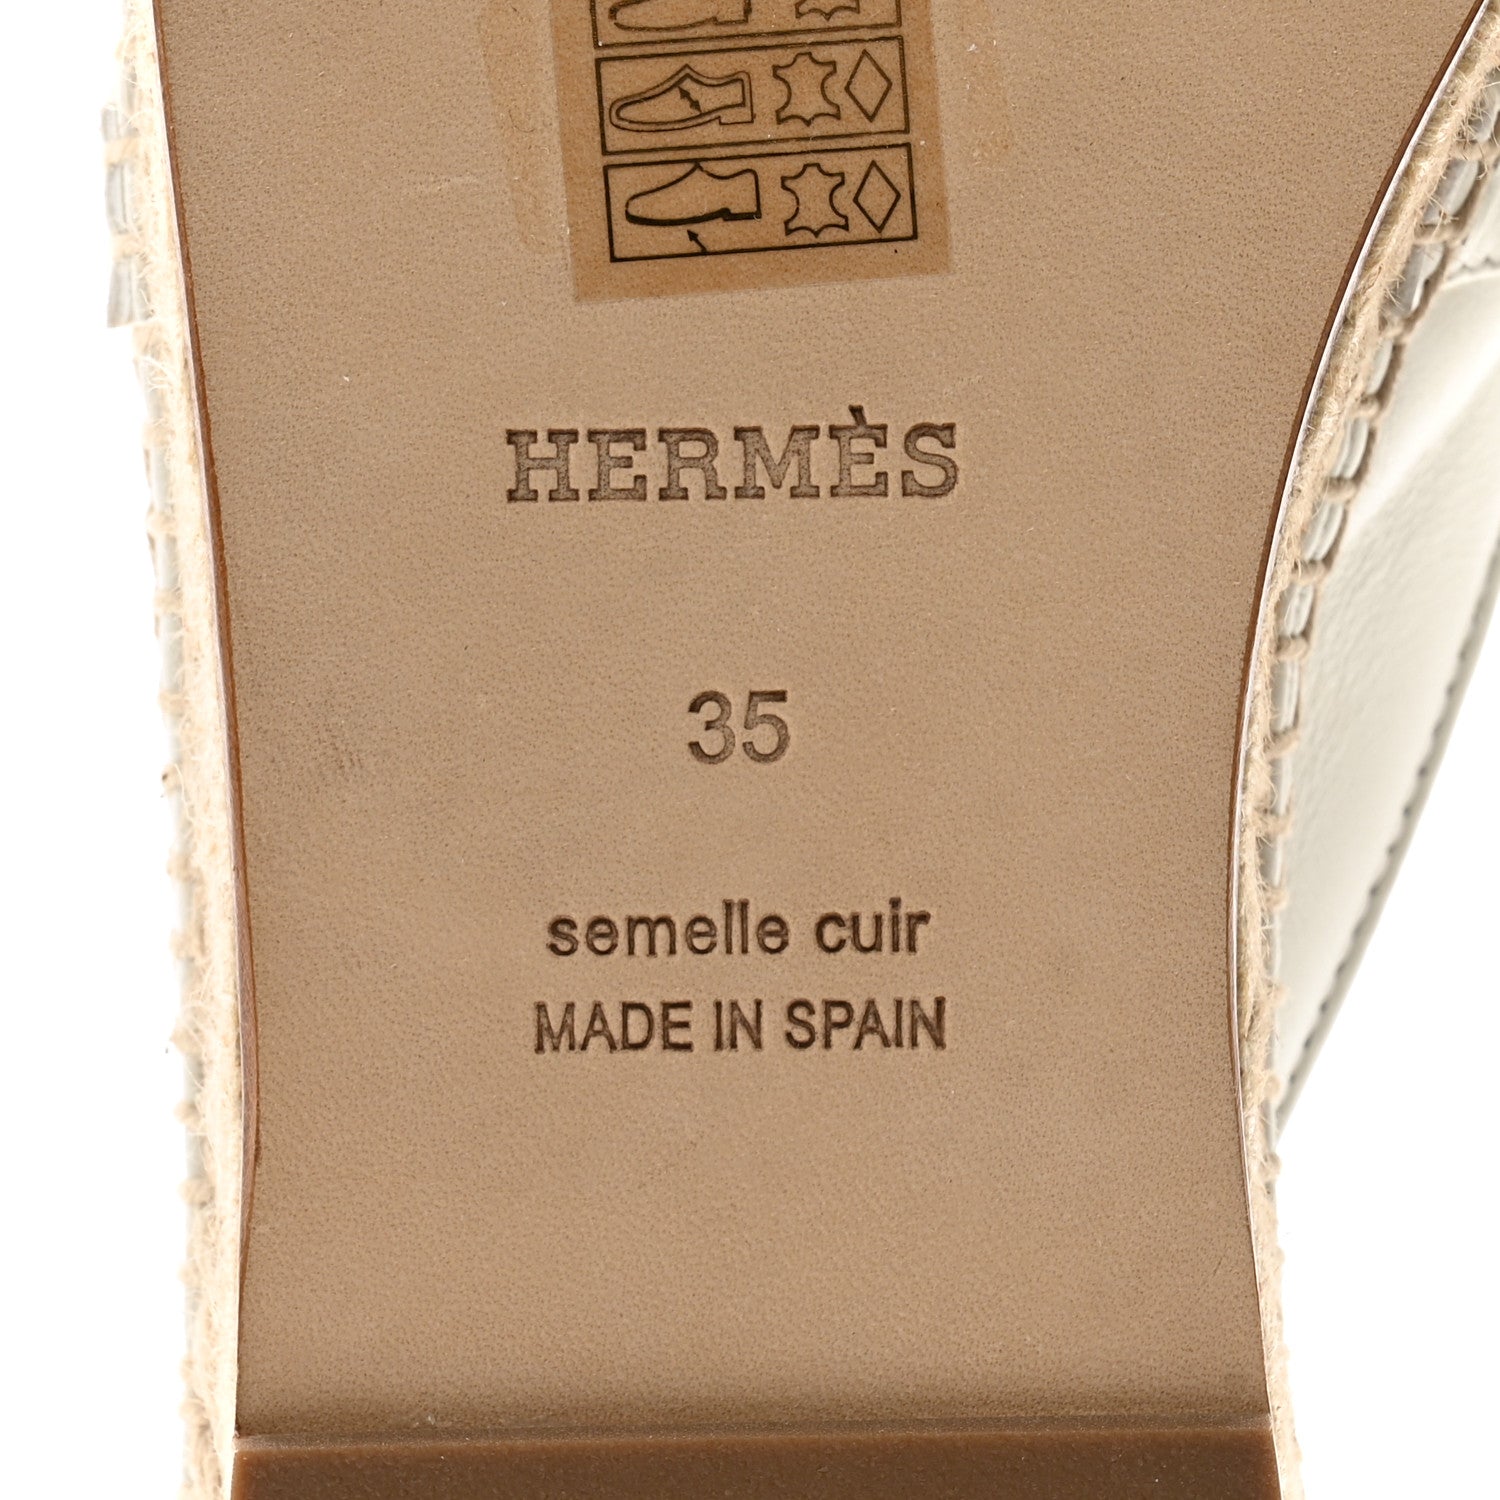 HERMÈS
35
semelle cuir
MADE IN SPAIN